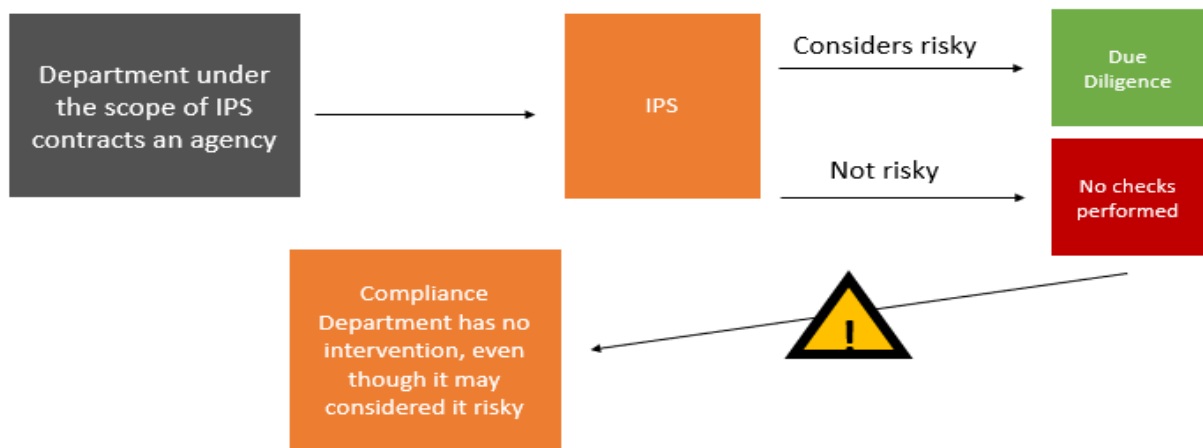 Department under
the scope of IPS
contracts an agency
IPS
Considers risky
Due
Diligence
Not risky
No checks
performed
Compliance
Department has no
intervention, even
though it may
considered it risky
!